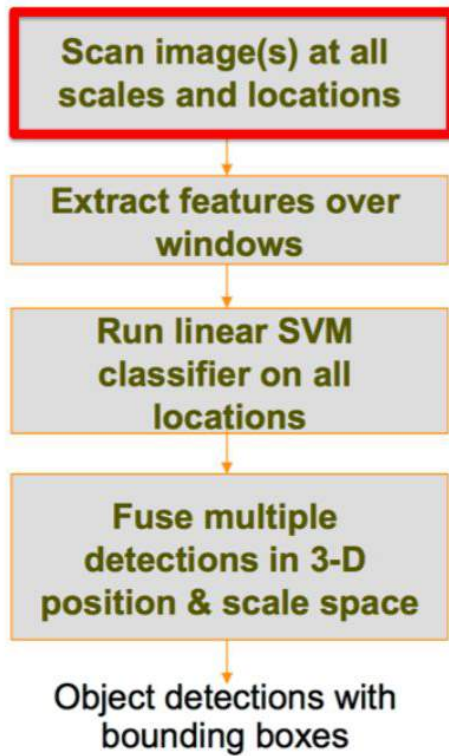 Scan image(s) at all
scales and locations
Extract features over
windows
Run linear SVM
classifier on all
locations
Fuse multiple
detections in 3-D
position & scale space
Object detections with
bounding boxes